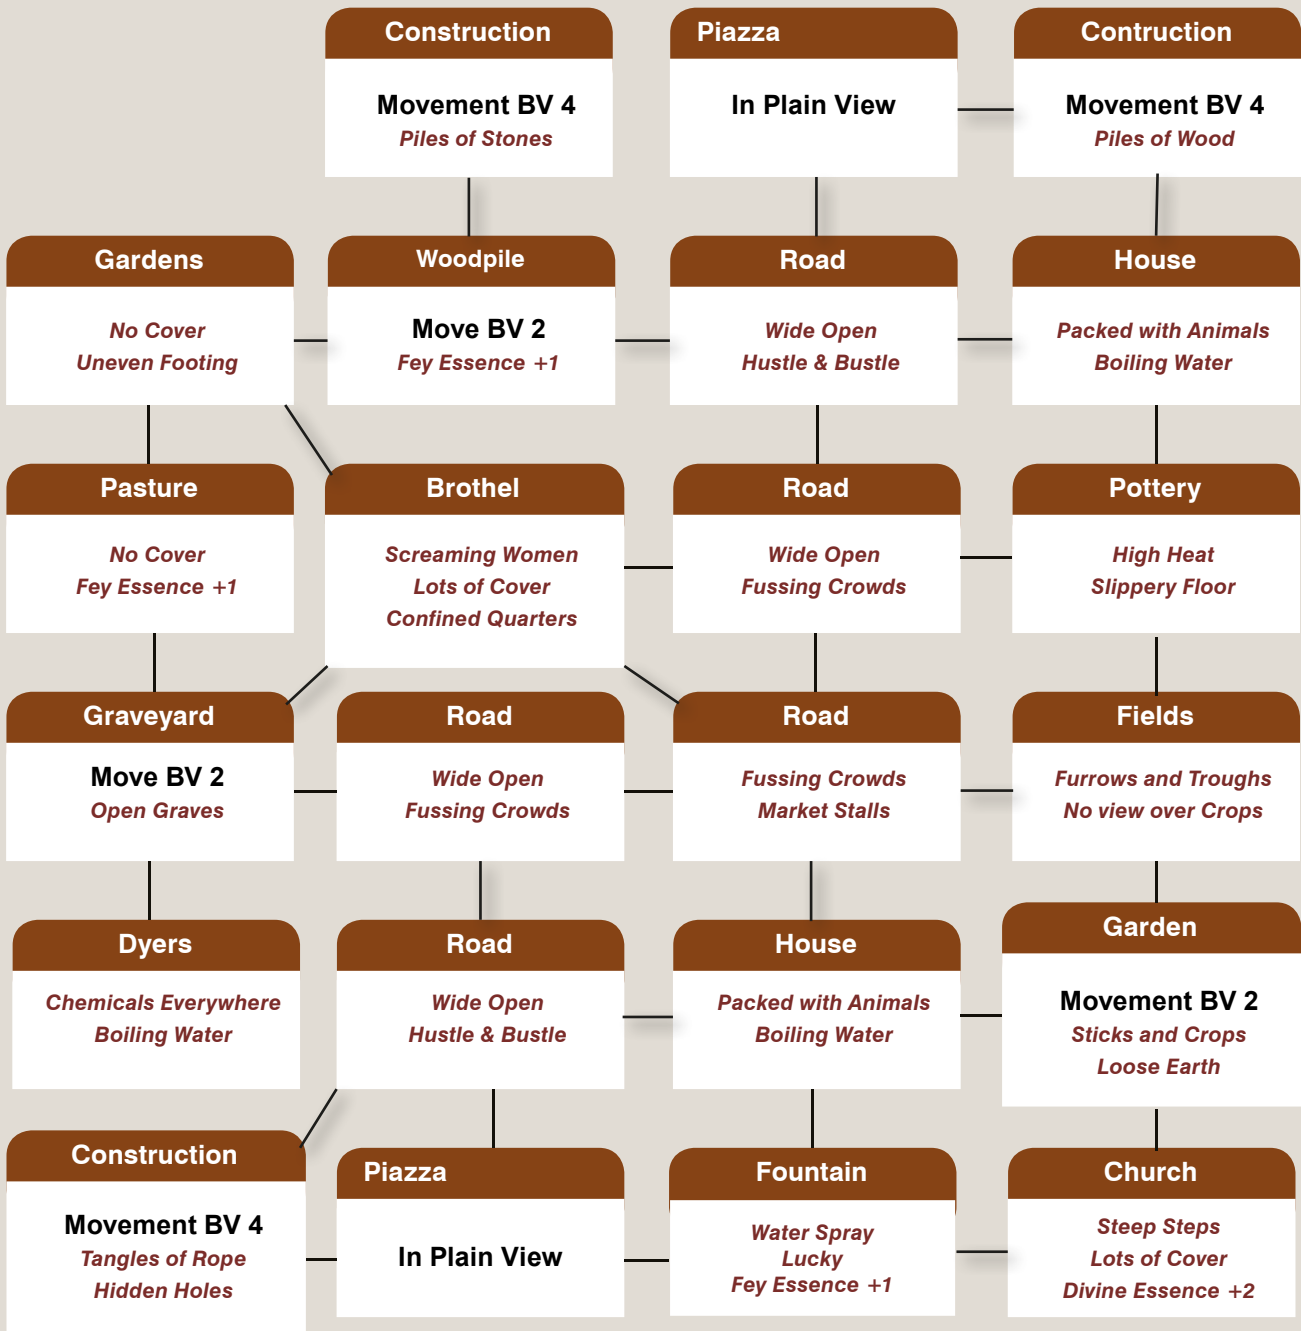 Construction
Movement BV 4
Piles of Stones
Piazza
In Plain View
Contruction
Movement BV 4
Piles of Wood
Gardens
No Cover
Uneven Footing
Woodpile
Move BV 2
Fey Essence +1
Road
Wide Open
Hustle & Bustle
House
Packed with Animals
Boiling Water
Pasture
No Cover
Fey Essence +1
Brothel
Screaming Women
Lots of Cover
Confined Quarters
Road
Wide Open
Fussing Crowds
Pottery
High Heat
Slippery Floor
Graveyard
Move BV 2
Open Graves
Road
Wide Open
Fussing Crowds
Road
Fussing Crowds
Market Stalls
Fields
Furrows and Troughs
No view over Crops
Dyers
Chemicals Everywhere
Boiling Water
Road
Wide Open
Hustle & Bustle
House
Packed with Animals
Boiling Water
Garden
Movement BV 2
Sticks and Crops
Loose Earth
Construction
Movement BV 4
Tangles of Rope
Hidden Holes
Piazza
In Plain View
Fountain
Water Spray
Lucky
Fey Essence +1
Church
Steep Steps
Lots of Cover
Divine Essence +2